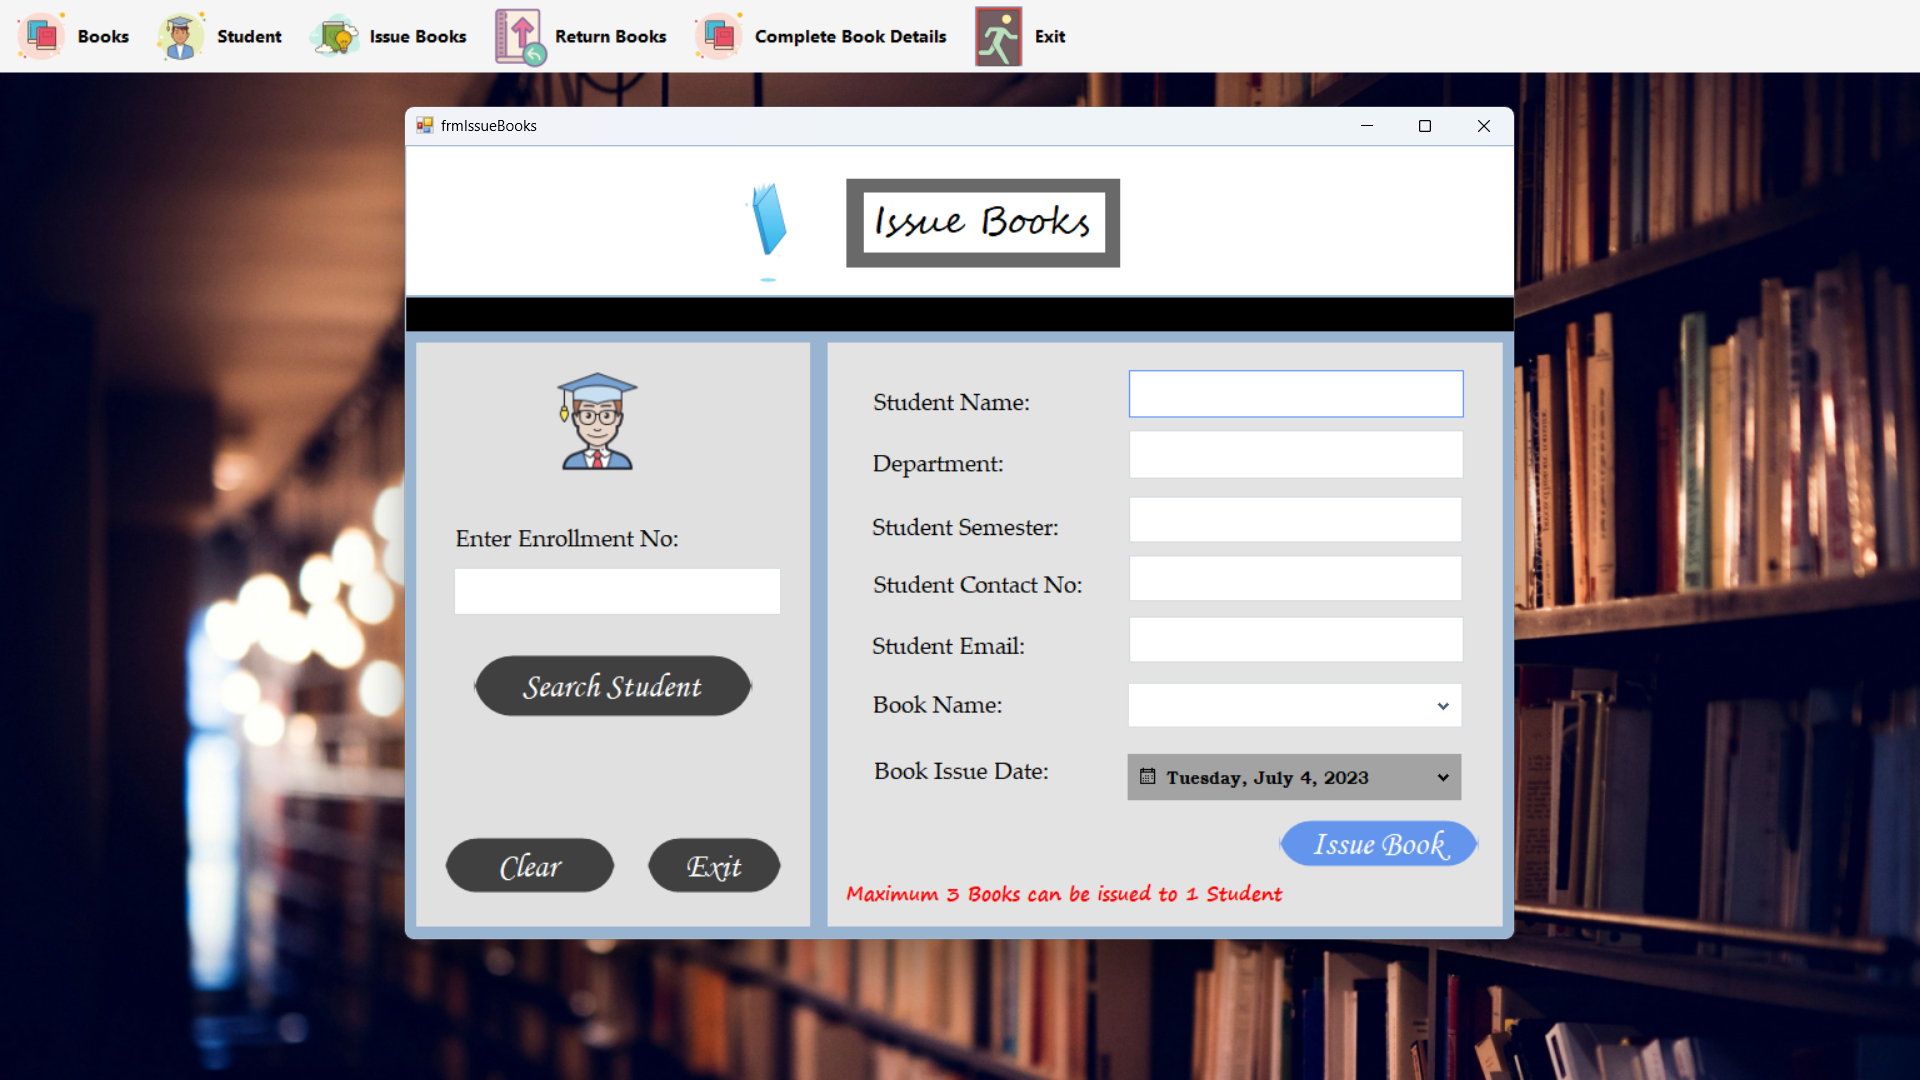 Books Student Issue Books Return Books Complete Book Details Exit
frmIssueBooks
Issue Books
Enter Enrollment No:
Search Student
Clear Exit
Student Name:
Department:
Student Semester:
Student Contact No:
Student Email:
Book Name:
Book Issue Date: Tuesday, July 4, 2023
Issue Book
Maximum 3 Books can be issued to 1 Student